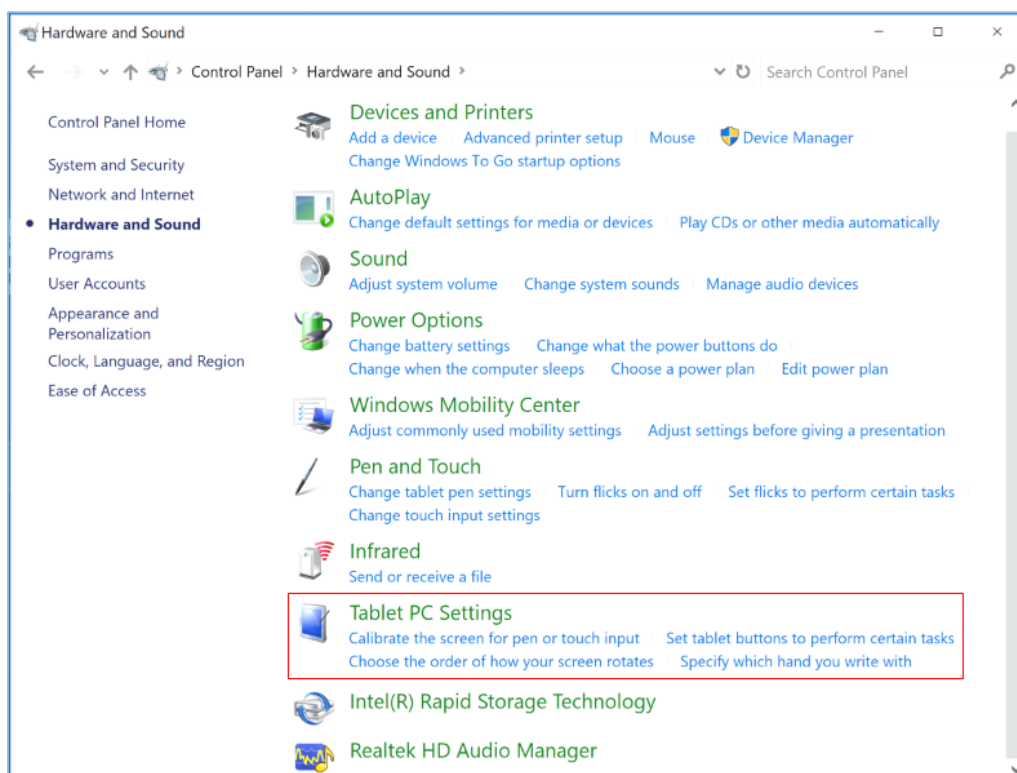 Hardware and Sound
Control Panel > Hardware and Sound >
Search Control Panel
Control Panel Home
System and Security
Network and Internet
Hardware and Sound
Programs
User Accounts
Appearance and
Personalization
Clock, Language, and Region
Ease of Access
Devices and Printers
Add a device Advanced printer setup Mouse Device Manager
Change Windows To Go startup options
AutoPlay
Change default settings for media or devices Play CDs or other media automatically
Sound
Adjust system volume Change system sounds Manage audio devices
Power Options
Change battery settings Change what the power buttons do
Change when the computer sleeps Choose a power plan Edit power plan
Windows Mobility Center
Adjust commonly used mobility settings Adjust settings before giving a presentation
Pen and Touch
Change tablet pen settings Turn flicks on and off Set flicks to perform certain tasks
Change touch input settings
Infrared
Send or receive a file
Tablet PC Settings
Calibrate the screen for pen or touch input Set tablet buttons to perform certain tasks
Choose the order of how your screen rotates Specify which hand you write with
Intel(R) Rapid Storage Technology
Realtek HD Audio Manager